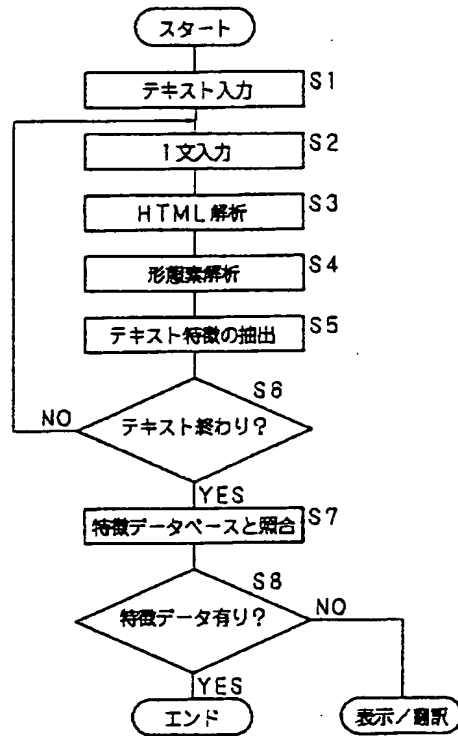 スタート
テキスト入力 S1
1文入力 S2
HTML解析 S3
形態素解析 S4
テキスト特徴の抽出 S5
S6
テキスト終わり?
NO
YES
特徴データベースと照合 S7
S8
特徴データ有り?
NO
YES
エンド
表示/翻訳